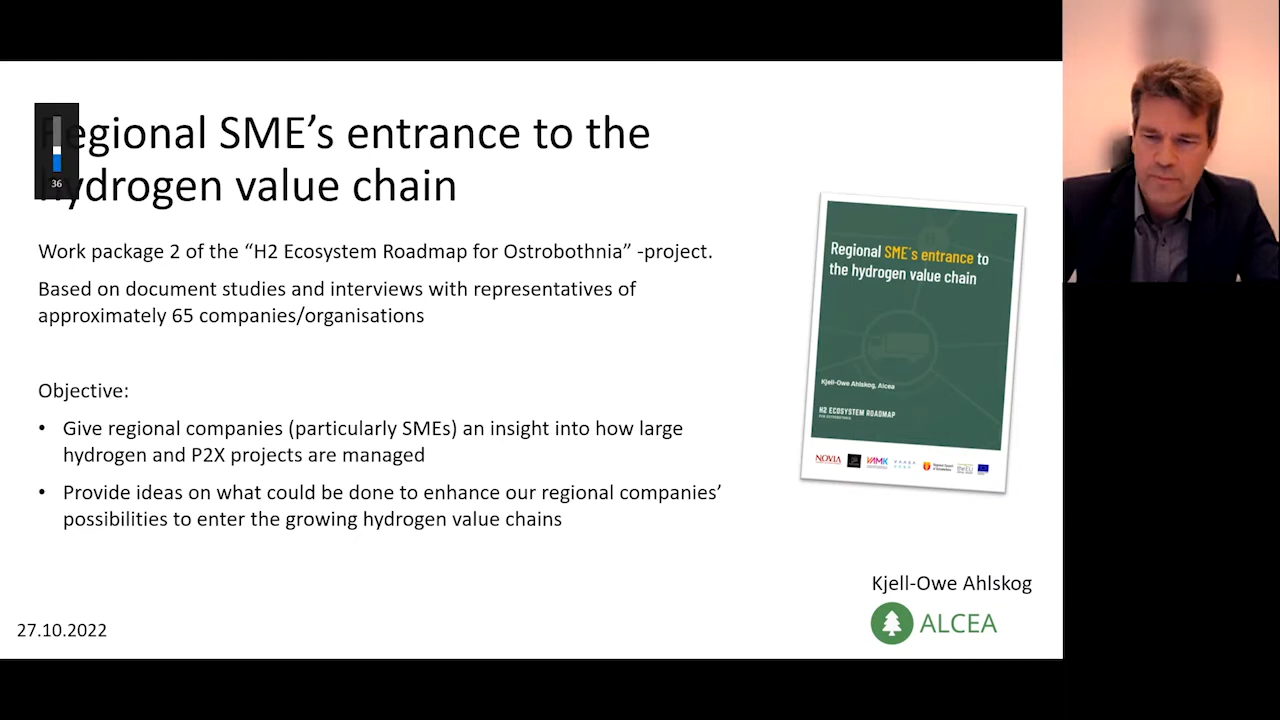 Regional SME’s entrance to the
hydrogen value chain
36
Work package 2 of the “H2 Ecosystem Roadmap for Ostrobothnia” -project.
Based on document studies and interviews with representatives of
approximately 65 companies/organisations
Objective:
• Give regional companies (particularly SMEs) an insight into how large
hydrogen and P2X projects are managed
• Provide ideas on what could be done to enhance our regional companies’
possibilities to enter the growing hydrogen value chains
27.10.2022
Regional SME's entrance to
the hydrogen value chain
Kjell-Owe Ahlskog, Alcea
H2 ECOSYSTEM ROADMAP
NOVIA
VAMK
Kjell-Owe Ahlskog
ALCEA